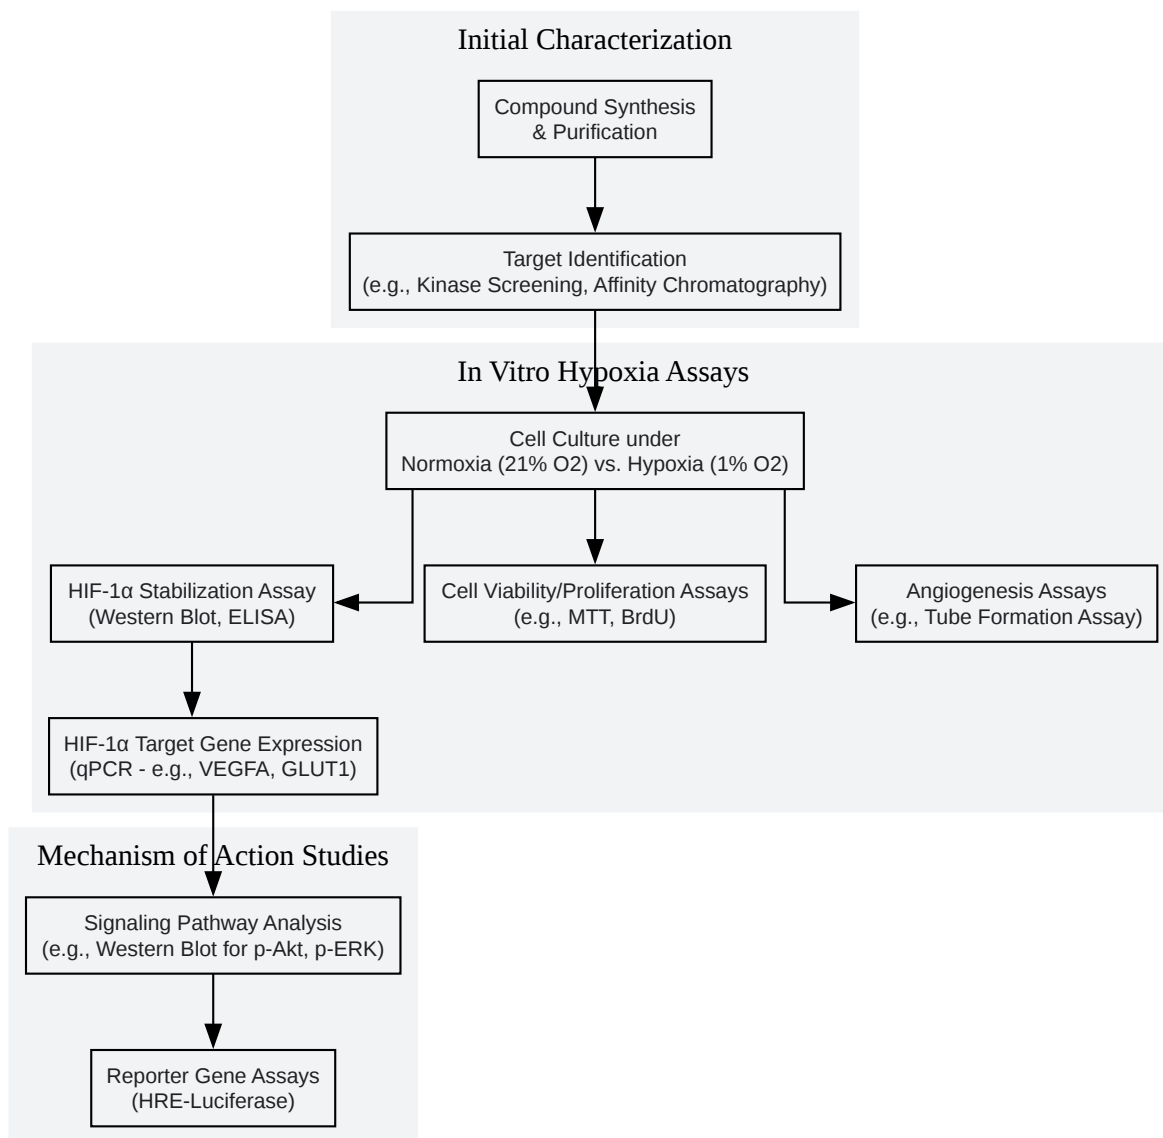 Initial Characterization
Compound Synthesis
& Purification
Target Identification
(e.g., Kinase Screening, Affinity Chromatography)
In Vitro Hypoxia Assays
Cell Culture under
Normoxia (21% O2) vs. Hypoxia (1% O2)
HIF-1α Stabilization Assay
(Western Blot, ELISA)
Cell Viability/Proliferation Assays
(e.g., MTT, BrdU)
Angiogenesis Assays
(e.g., Tube Formation Assay)
HIF-1α Target Gene Expression
(qPCR - e.g., VEGFA, GLUT1)
Mechanism of Action Studies
Signaling Pathway Analysis
(e.g., Western Blot for p-Akt, p-ERK)
Reporter Gene Assays
(HRE-Luciferase)